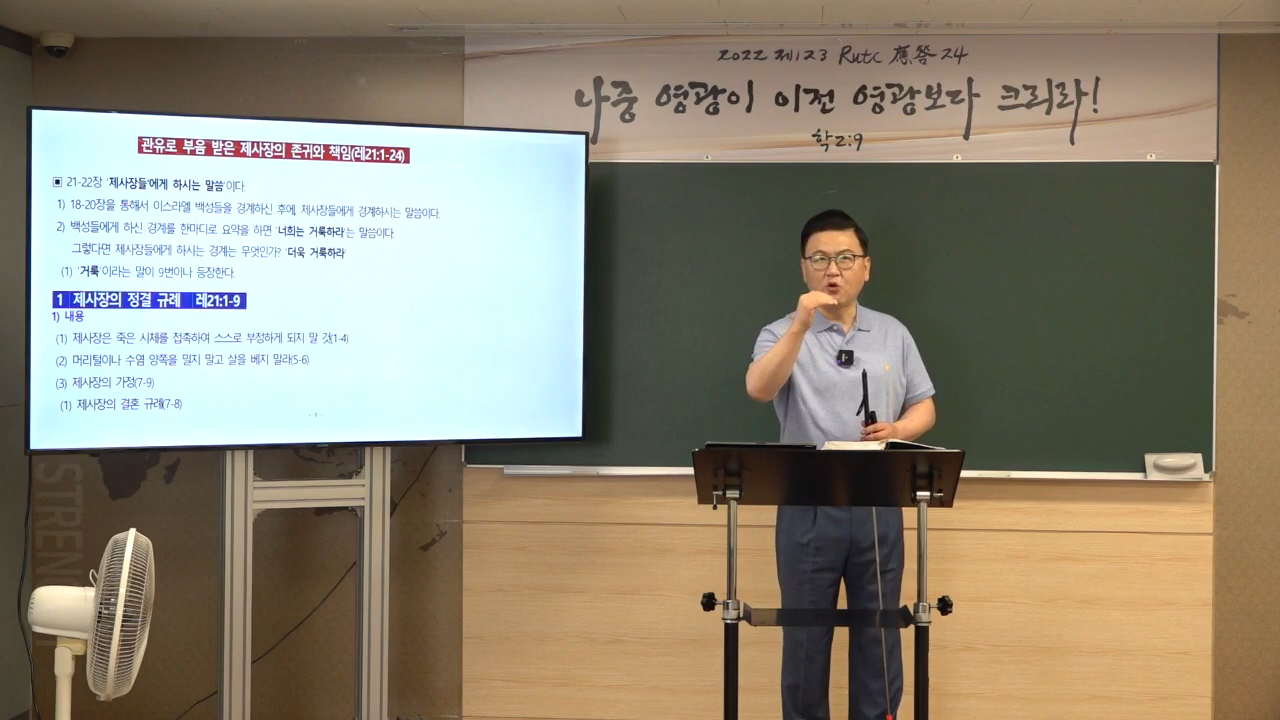 2022 제123 Rutc 應答 24
나중 영광이 이전 영광보다 크리라!
학2:9
관유로 부음 받은 제사장의 존귀와 책임(레21:1-24)
▣ 21-22장 '제사장들'에게 하시는 말씀'이다.
1) 18-20장을 통해서 이스라엘 백성들을 경계하신 후에, 제사장들에게 경계하시는 말씀이다.
2) 백성들에게 하신 경계를 한마디로 요약을 하면 '너희는 거룩하라'는 말씀이다.
그렇다면 제사장들에게 하시는 경계는 무엇인가? '더욱 거룩하라'
(1) '거룩'이라는 말이 9번이나 등장한다.
1 제사장의 정결 규례 레21:1-9
1) 내용
(1) 제사장은 죽은 시체를 접촉하여 스스로 부정하게 되지 말 것(1-4)
(2) 머리털이나 수염 양쪽을 밀지 말고 살을 베지 말라(5-6)
(3) 제사장의 가정(7-9)
(1) 제사장의 결혼 규례(7-8)
- 1 -
STREN